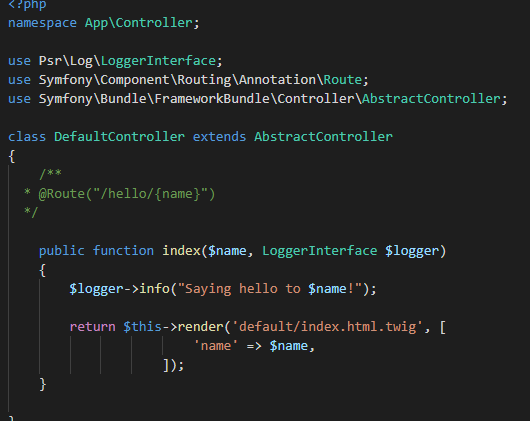 <?php
namespace App\Controller;

use Psr\Log\LoggerInterface;
use Symfony\Component\Routing\Annotation\Route;
use Symfony\Bundle\FrameworkBundle\Controller\AbstractController;

class DefaultController extends AbstractController
{
    /**
  * @Route("/hello/{name}")
  */

    public function index($name, LoggerInterface $logger)
    {
        $logger->info("Saying hello to $name!");

        return $this->render('default/index.html.twig', [
                        'name' => $name,
                    ]);
    }

}